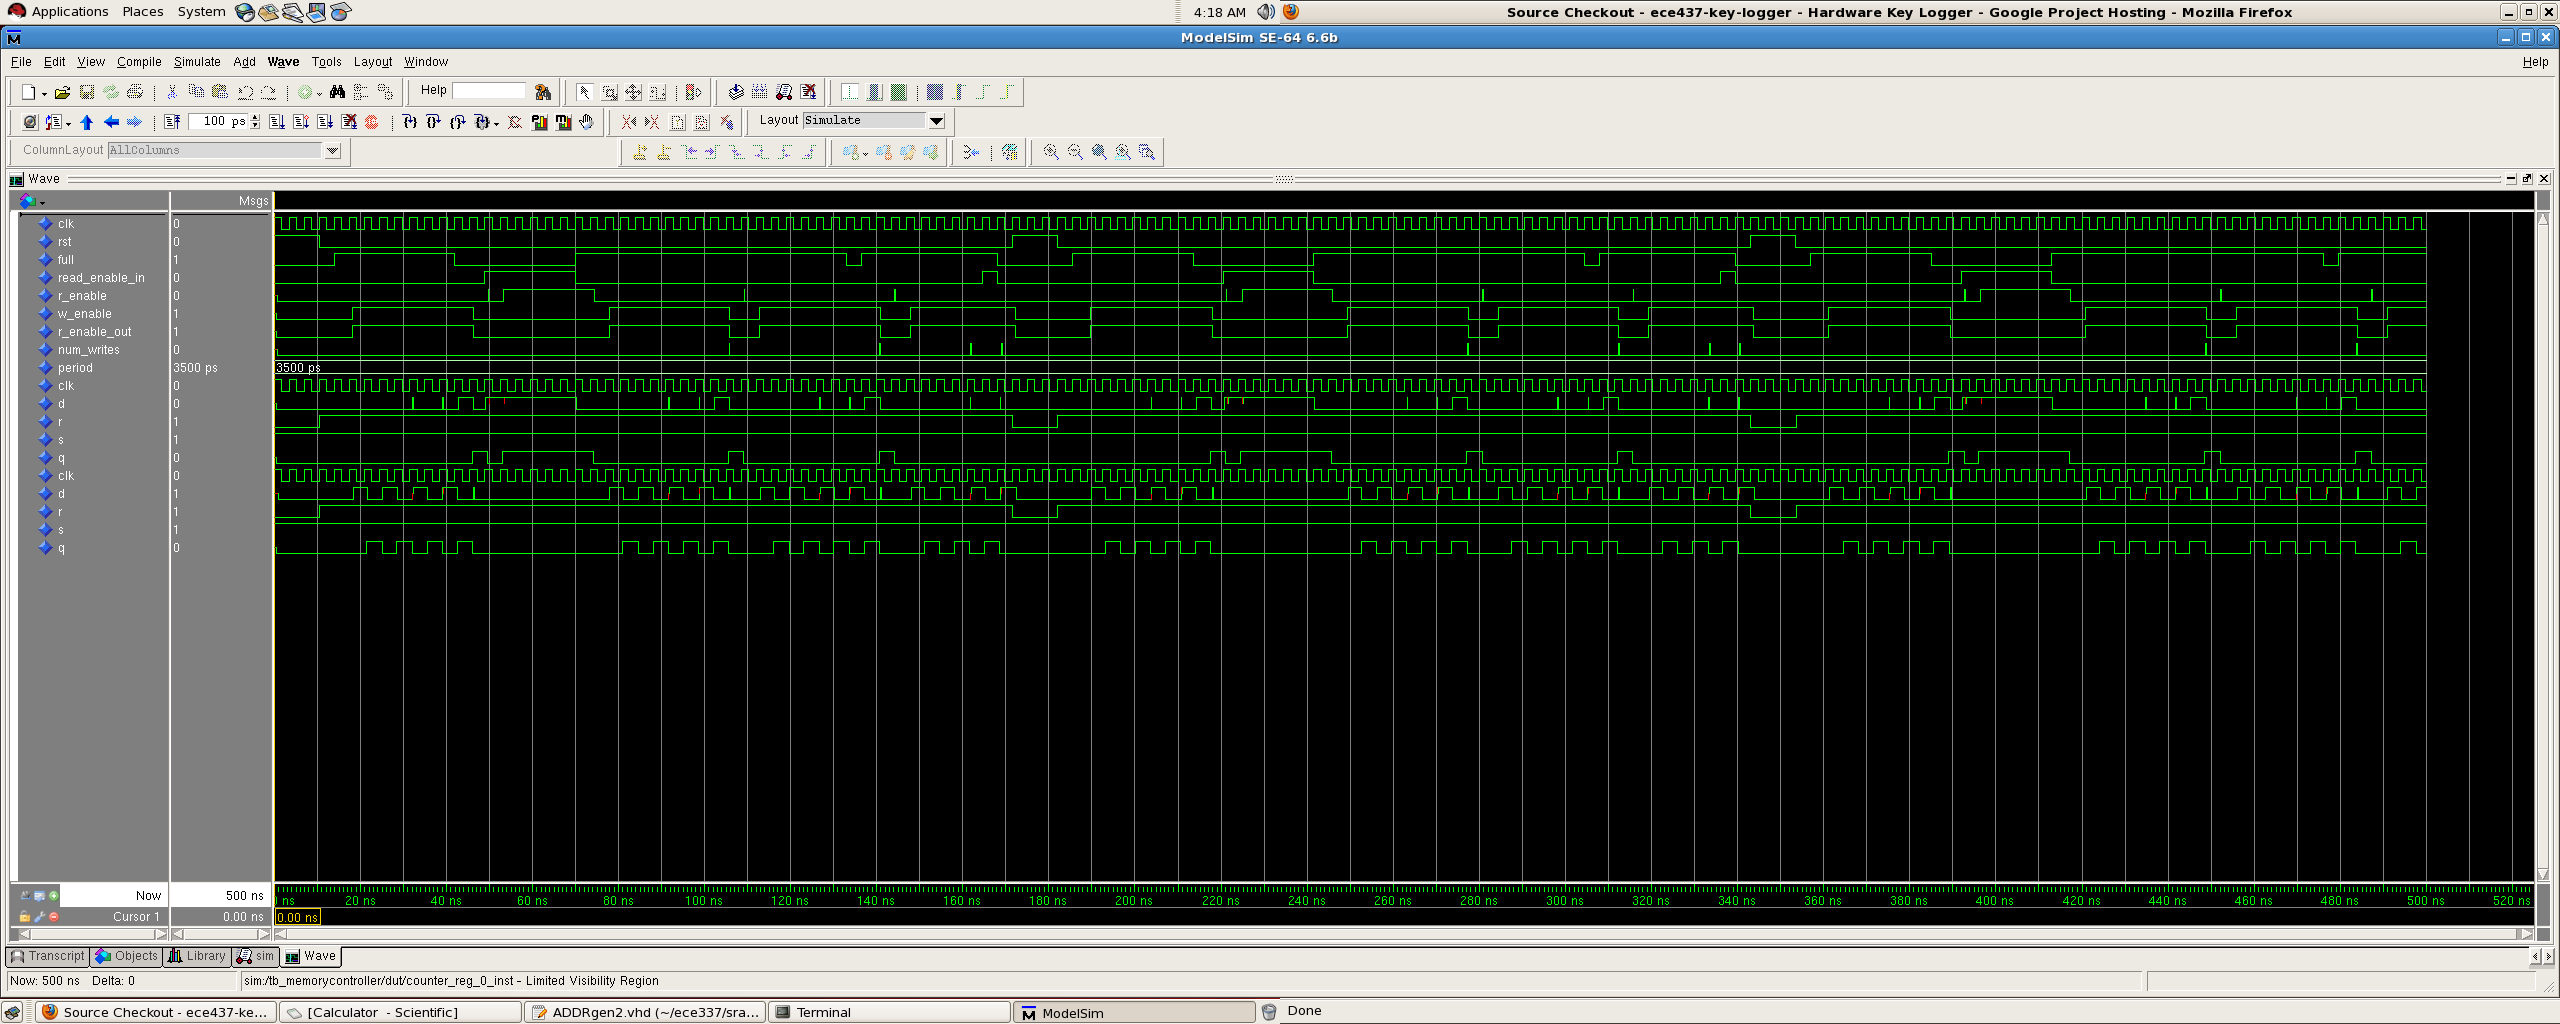 Applications Places System 4:18 AM Source Checkout - ece437-key-logger - Hardware Key Logger - Google Project Hosting - Mozilla Firefox
ModelSim SE-64 6.6b
File Edit View Compile Simulate Add Wave Tools Layout Window Help
Help
100 ps Layout Simulate
ColumnLayout AllColumns
Wave
Msgs
clk 0
rst 0
full 1
read_enable_in 0
r_enable 0
w_enable 1
r_enable_out 1
num_writes 0
period 3500 ps 3500 ps
clk 0
d 0
r 1
s 1
q 0
clk 0
d 1
r 1
s 1
q 0
Now 500 ns ns 20 ns 40 ns 60 ns 80 ns 100 ns 120 ns 140 ns 160 ns 180 ns 200 ns 220 ns 240 ns 260 ns 280 ns 300 ns 320 ns 340 ns 360 ns 380 ns 400 ns 420 ns 440 ns 460 ns 480 ns 500 ns 520 ns
Cursor 1 0.00 ns 0.00 ns
Transcript Objects Library sim Wave
Now: 500 ns Delta: 0 sim:/tb_memorycontroller/dut/counter_reg_0_inst - Limited Visibility Region
Source Checkout - ece437-ke... [Calculator - Scientific] ADDRgen2.vhd (~/ece337/sra... Terminal ModelSim Done